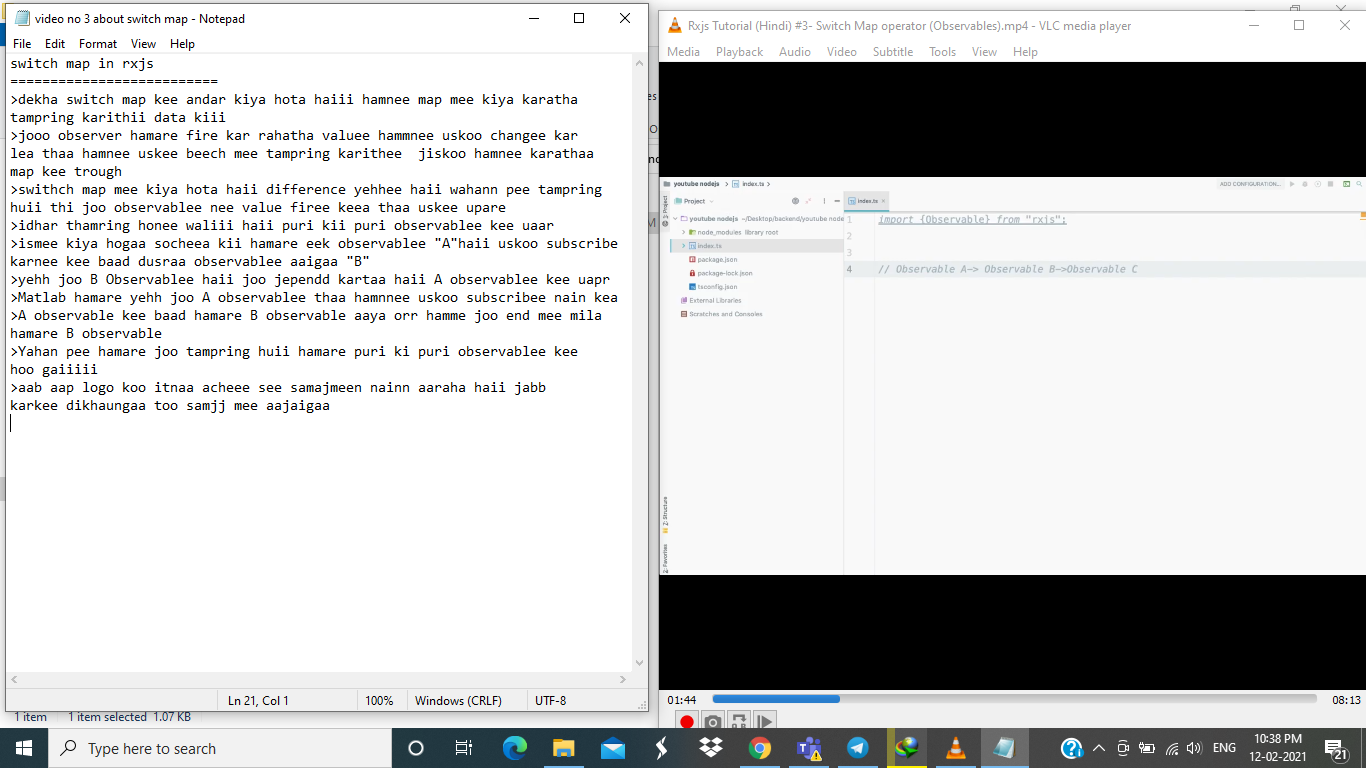 video no 3 about switch map - Notepad
File Edit Format View Help
switch map in rxjs
==========================
>dekha switch map kee andar kiya hota haiii hamnee map mee kiya karatha
tampring karithii data kiii
>jooo observer hamare fire kar rahatha valuee hammnee uskoo changee kar
lea thaa hamnee uskee beech mee tampring karithee  jiskoo hamnee karathaa
map kee trough
>swithch map mee kiya hota haii difference yehhee haii wahann pee tampring
huii thi joo observablee nee value firee keea thaa uskee upare
>idhar thamring honee waliii haii puri kii puri observablee kee uaar
>ismee kiya hogaa socheea kii hamare eek observablee "A"haii uskoo subscribe
karnee kee baad dusraa observablee aaigaa "B"
>yehh joo B Observablee haii joo jependd kartaa haii A observablee kee uapr
>Matlab hamare yehh joo A observablee thaa hamnnee uskoo subscribee nain kea
>A observable kee baad hamare B observable aaya orr hamme joo end mee mila
hamare B observable
>Yahan pee hamare joo tampring huii hamare puri ki puri observablee kee
hoo gaiiiii
>aab aap logo koo itnaa acheee see samajmeen nainn aaraha haii jabb
karkee dikhaungaa too samjj mee aajaigaa
Ln 21, Col 1 100% Windows (CRLF) UTF-8
1 item 1 item selected 1.07 KB
Rxjs Tutorial (Hindi) #3- Switch Map operator (Observables).mp4 - VLC media player
Media Playback Audio Video Subtitle Tools View Help
youtube nodejs index.ts
ADD CONFIGURATION...
Project
index.ts
youtube nodejs ~/Desktop/backend/youtube node
node_modules library root
index.ts
package.json
package-lock.json
tsconfig.json
External Libraries
Scratches and Consoles
1 import {Observable} from "rxjs";
2
3
4 // Observable A-> Observable B->Observable C
1: Project
Z: Structure
2: Favorites
01:44 08:13
Type here to search
ENG
10:38 PM
12-02-2021
21